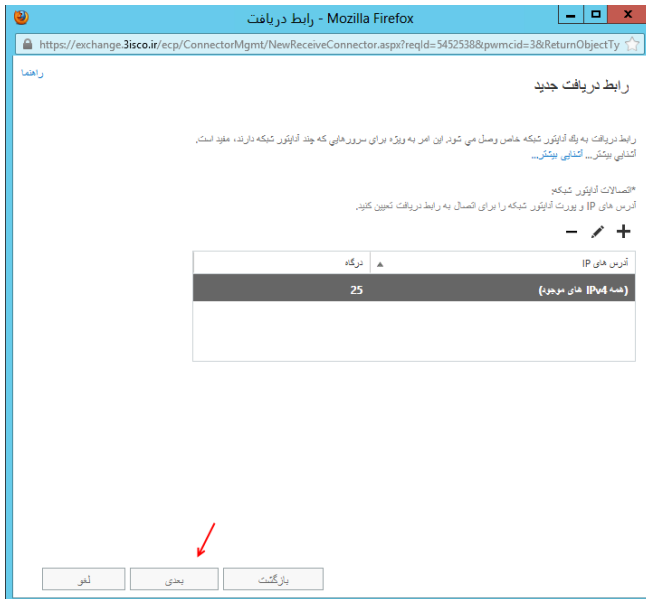 رابط دریافت - Mozilla Firefox
https://exchange.3isco.ir/ecp/ConnectorMgmt/NewReceiveConnector.aspx?reqId=5452538&pwmcid=3&ReturnObjectTy
راهنما
رابط دریافت جدید
رابط دریافت به یك آداپتور شبکه خاص وصل می شود. این امر به ویژه برای سرورهایی که چند آداپتور شبکه دارند، مفید است.
آشنایی بیشتر... آشنایی بیشتر...
*اتصالات آداپتور شبکه:
آدرس های IP و پورت آداپتور شبکه را برای اتصال به رابط دریافت تعیین کنید.
آدرس های IP درگاه
(همه IPv4 های موجود) 25
بازگشت بعدی لغو